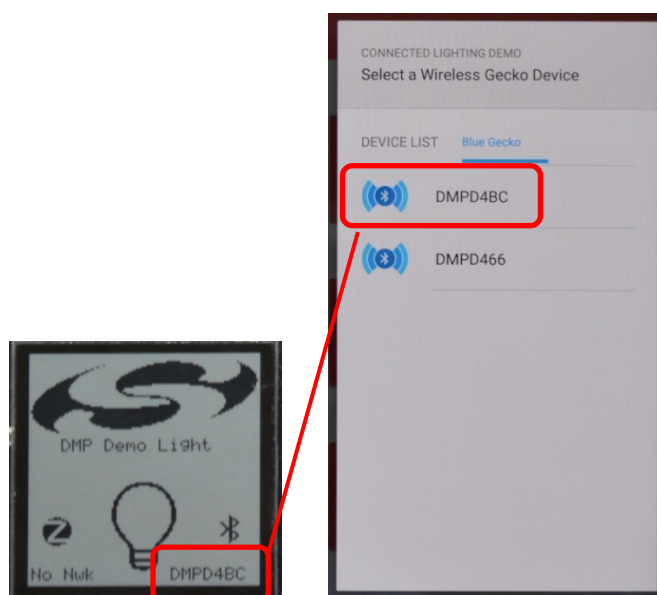 CONNECTED LIGHTING DEMO
Select a Wireless Gecko Device
DEVICE LIST Blue Gecko
DMPD4BC
DMPD466
DMP Demo Light
No Nwk DMPD4BC